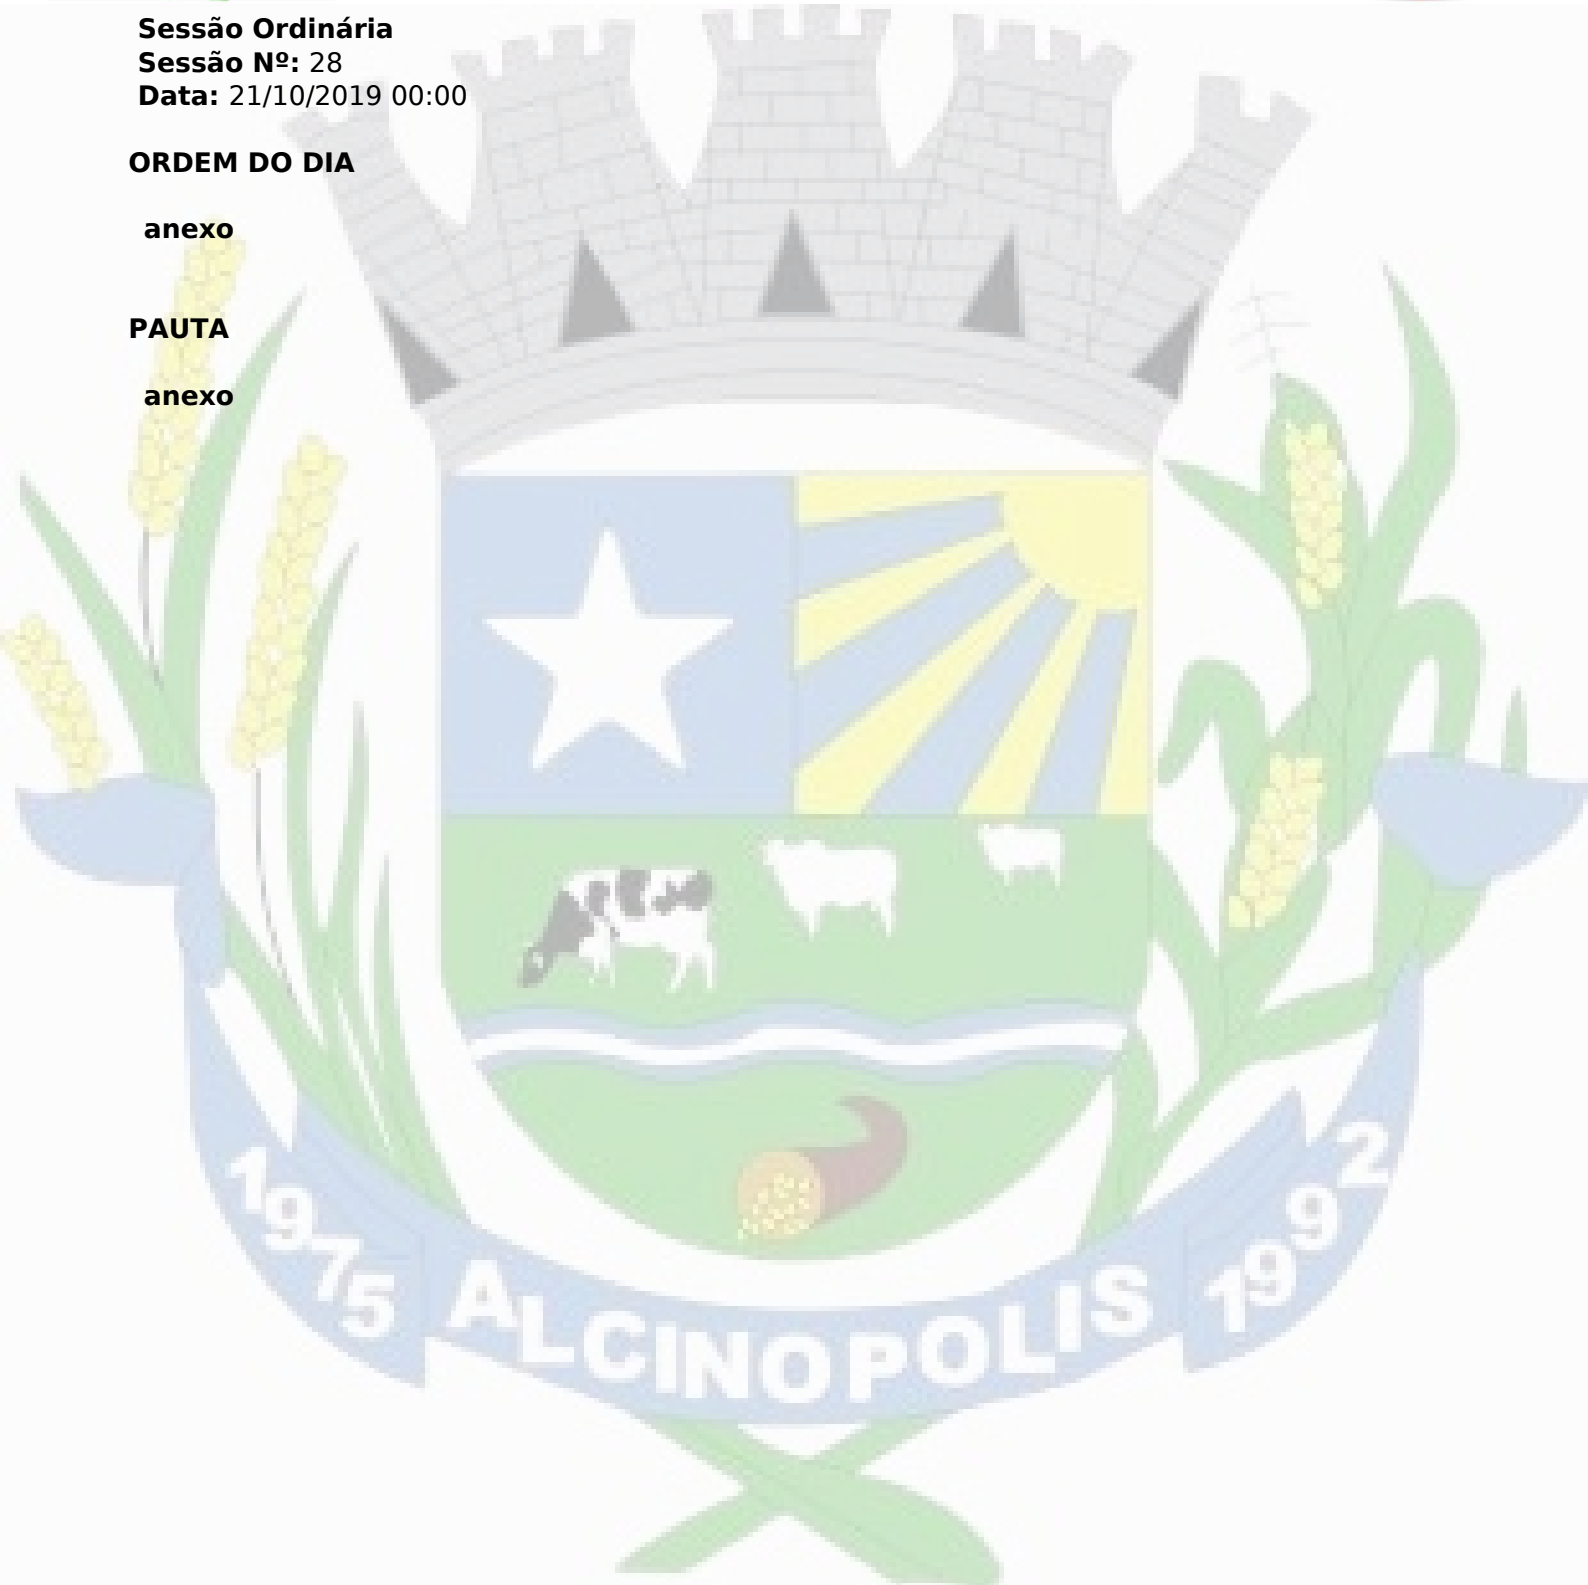 Sessão Ordinária
Sessão Nº: 28
Data: 21/10/2019 00:00
ORDEM DO DIA
anexo
PAUTA
anexo
1975 ALCINOPOLIS 1992